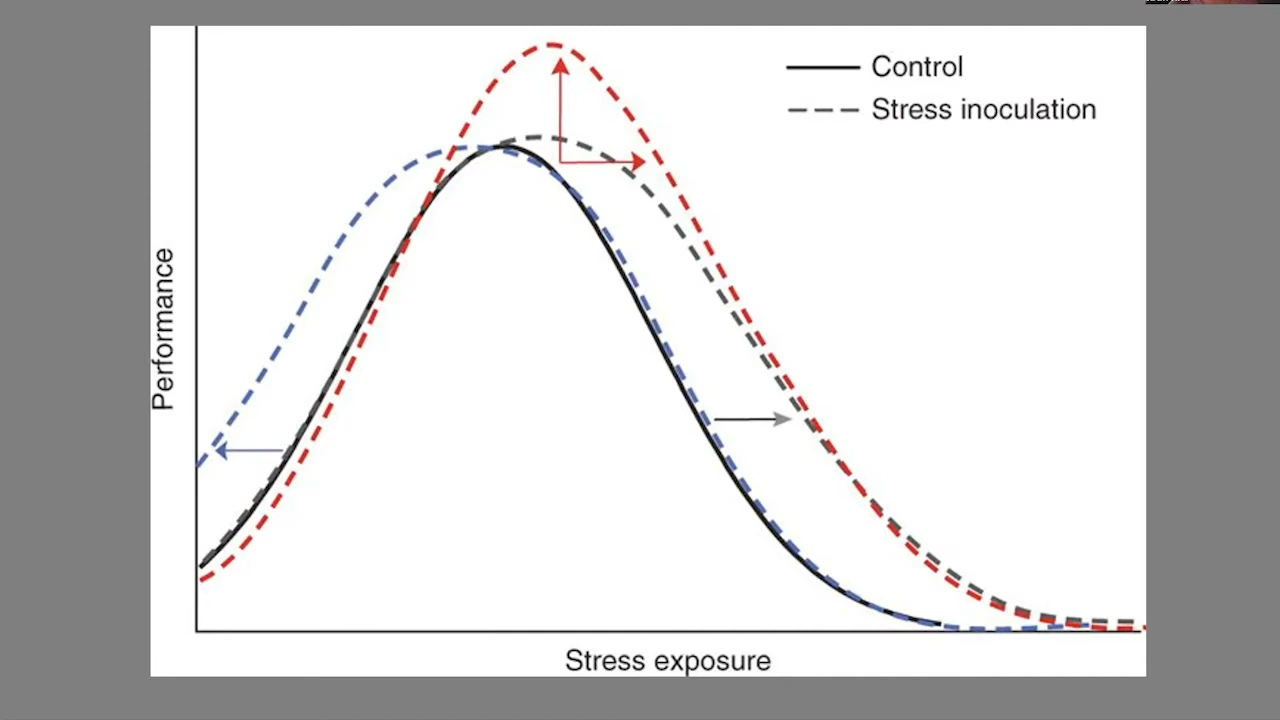 Control
Stress inoculation
Performance
Stress exposure